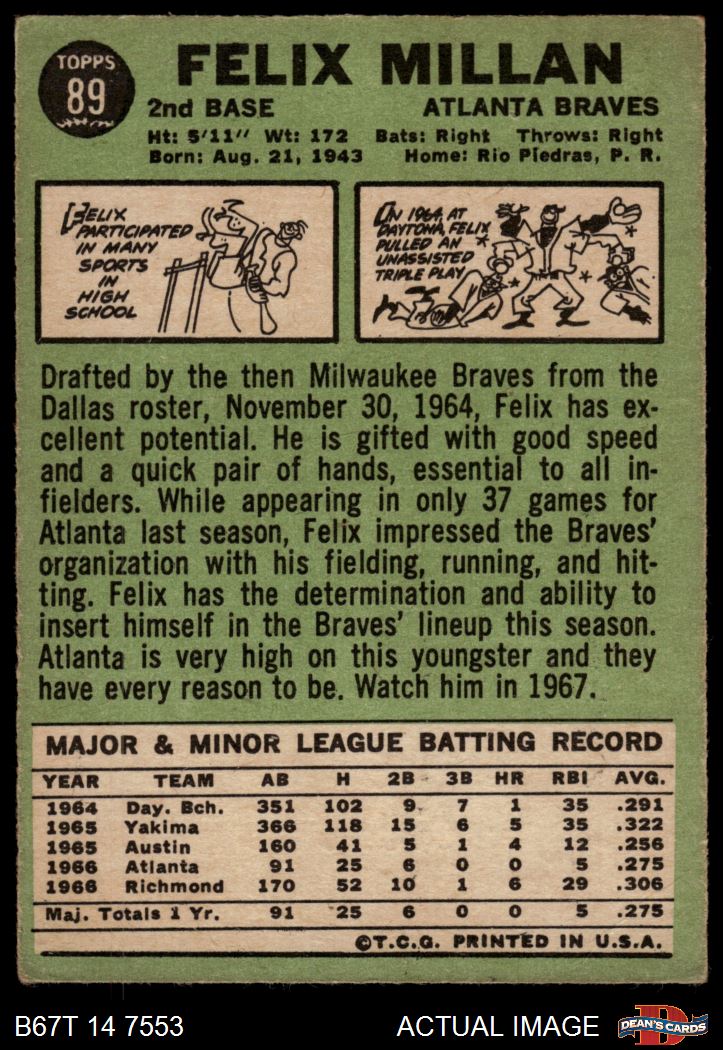 TOPPS
89
FELIX MILLAN
2nd BASE ATLANTA BRAVES
Ht: 5'11" Wt: 172 Bats: Right Throws: Right
Born: Aug. 21, 1943 Home: Rio Piedras, P. R.
FELIX
PARTICIPATED
IN MANY
SPORTS
IN
HIGH
SCHOOL
IN 1964, AT
DAYTONA, FELIX
PULLED AN
UNASSISTED
TRIPLE PLAY
Drafted by the then Milwaukee Braves from the
Dallas roster, November 30, 1964, Felix has ex-
cellent potential. He is gifted with good speed
and a quick pair of hands, essential to all in-
fielders. While appearing in only 37 games for
Atlanta last season, Felix impressed the Braves'
organization with his fielding, running, and hit-
ting. Felix has the determination and ability to
insert himself in the Braves' lineup this season.
Atlanta is very high on this youngster and they
have every reason to be. Watch him in 1967.
MAJOR & MINOR LEAGUE BATTING RECORD
YEAR TEAM AB H 2B 3B HR RBI AVG.
1964 Day. Bch. 351 102 9 7 1 35 .291
1965 Yakima 366 118 15 6 5 35 .322
1965 Austin 160 41 5 1 4 12 .256
1966 Atlanta 91 25 6 0 0 5 .275
1966 Richmond 170 52 10 1 6 29 .306
Maj. Totals 1 Yr. 91 25 6 0 0 5 .275
©T.C.G. PRINTED IN U.S.A.
B67T 14 7553 ACTUAL IMAGE DEAN'S CARDS